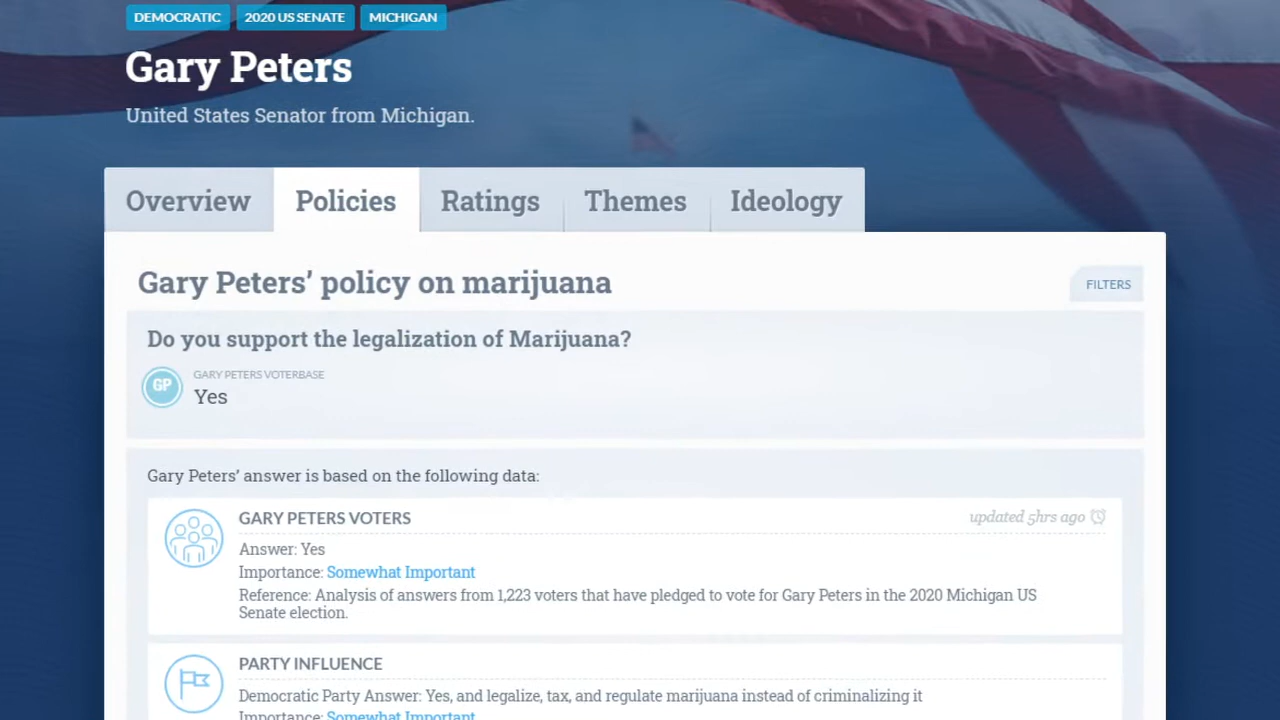 DEMOCRATIC 2020 US SENATE MICHIGAN
Gary Peters
United States Senator from Michigan.
Overview Policies Ratings Themes Ideology
Gary Peters’ policy on marijuana
FILTERS
Do you support the legalization of Marijuana?
GP
GARY PETERS VOTERBASE
Yes
Gary Peters’ answer is based on the following data:
GARY PETERS VOTERS
updated 5hrs ago
Answer: Yes
Importance: Somewhat Important
Reference: Analysis of answers from 1,223 voters that have pledged to vote for Gary Peters in the 2020 Michigan US
Senate election.
PARTY INFLUENCE
Democratic Party Answer: Yes, and legalize, tax, and regulate marijuana instead of criminalizing it
Importance: Somewhat Important